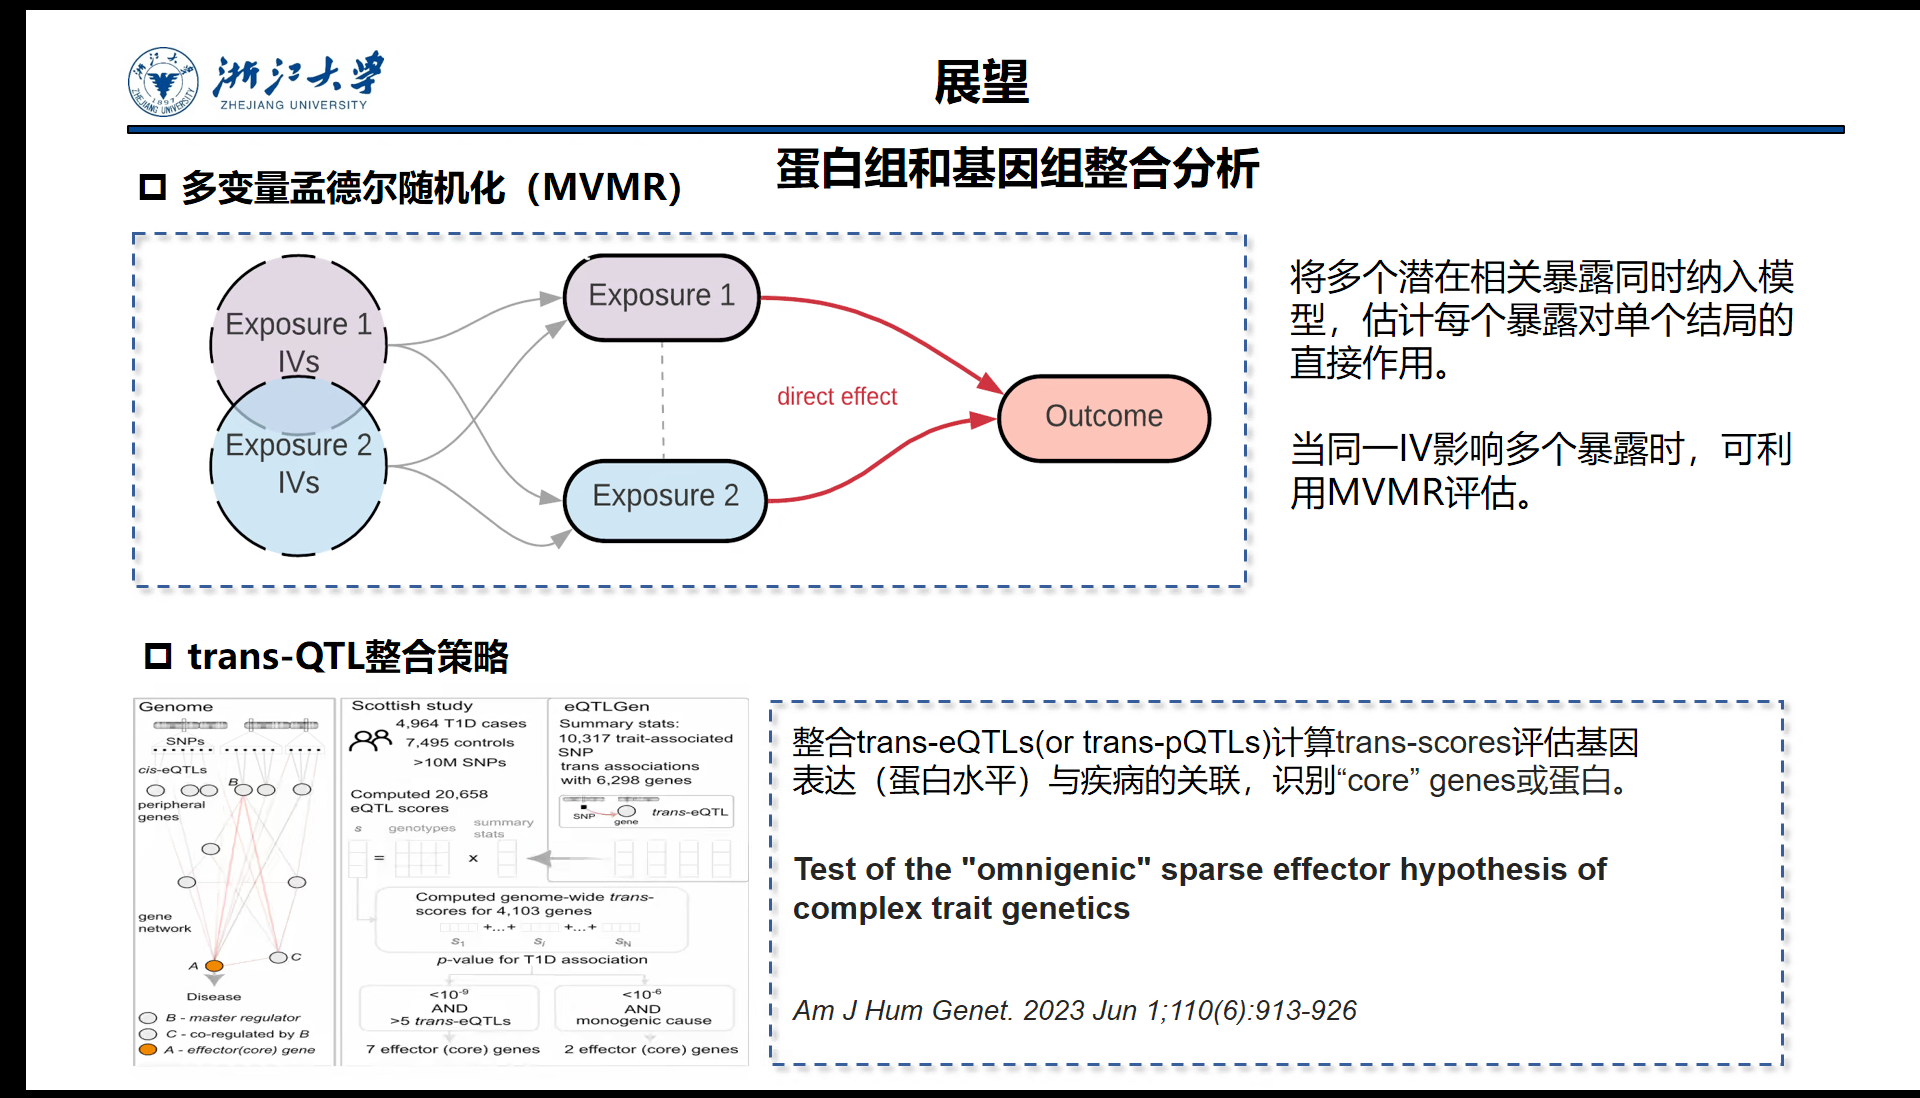 浙江大学
ZHEJIANG UNIVERSITY
展望
蛋白组和基因组整合分析
多变量孟德尔随机化（MVMR）
Exposure 1
IVs
Exposure 2
IVs
Exposure 1
Exposure 2
direct effect
Outcome
将多个潜在相关暴露同时纳入模
型，估计每个暴露对单个结局的
直接作用。
当同一IV影响多个暴露时，可利
用MVMR评估。
trans-QTL整合策略
Genome
SNPs
cis-eQTLs
B
peripheral
genes
gene
network
A
C
Disease
B - master regulator
C - co-regulated by B
A - effector(core) gene
Scottish study
4,964 T1D cases
7,495 controls
>10M SNPs
Computed 20,658
eQTL scores
s
genotypes
summary
stats
=
x
eQTLGen
Summary stats:
10,317 trait-associated
SNP
trans associations
with 6,298 genes
SNP
gene
trans-eQTL
Computed genome-wide trans-
scores for 4,103 genes
+...+ +...+
S1 Si SN
p-value for T1D association
<10-9
AND
>5 trans-eQTLs
<10-6
AND
monogenic cause
7 effector (core) genes
2 effector (core) genes
整合trans-eQTLs(or trans-pQTLs)计算trans-scores评估基因
表达（蛋白水平）与疾病的关联，识别“core” genes或蛋白。
Test of the "omnigenic" sparse effector hypothesis of
complex trait genetics
Am J Hum Genet. 2023 Jun 1;110(6):913-926